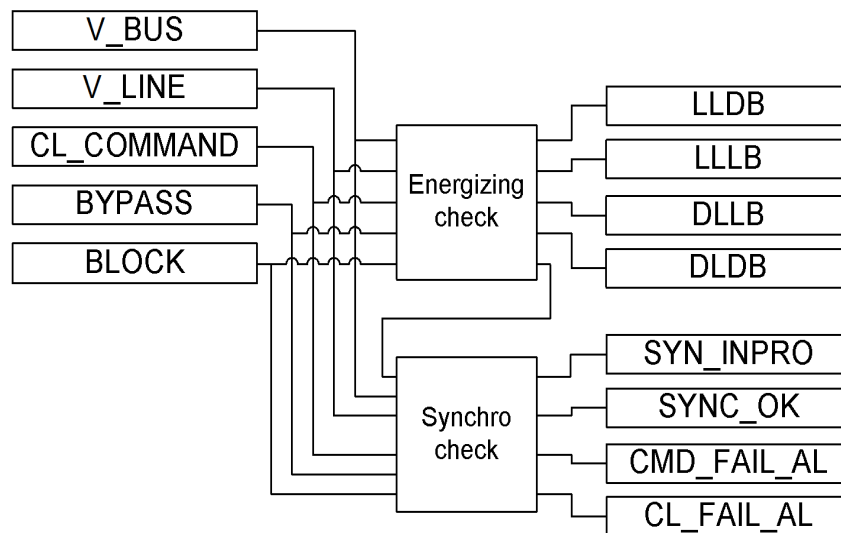 V_BUS
V_LINE
CL_COMMAND
BYPASS
BLOCK
Energizing
check
LLDB
LLLB
DLLB
DLDB
Synchro
check
SYN_INPRO
SYNC_OK
CMD_FAIL_AL
CL_FAIL_AL